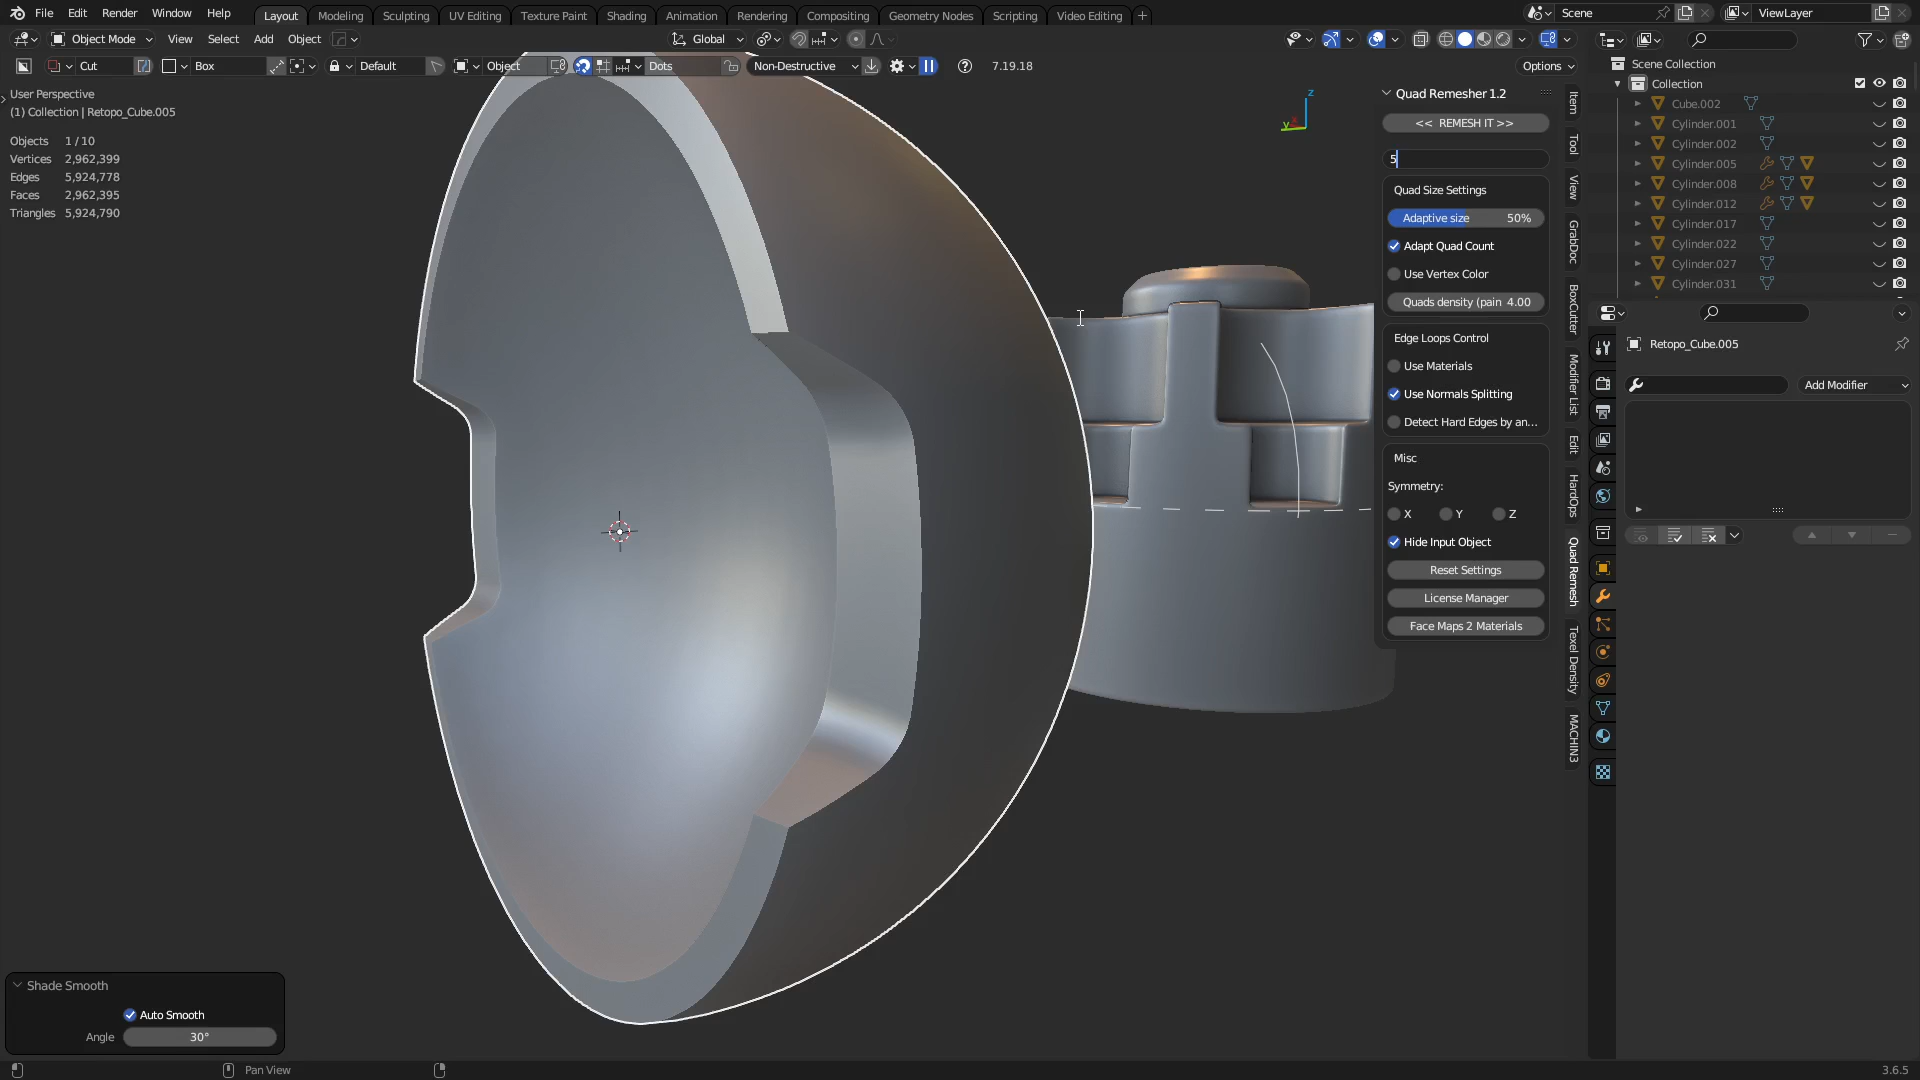 File Edit Render Window Help Layout Modeling Sculpting UV Editing Texture Paint Shading Animation Rendering Compositing Geometry Nodes Scripting Video Editing + Scene ViewLayer
Object Mode View Select Add Object Global
Cut Box Default Object Dots Non-Destructive 7.19.18 Options
User Perspective
(1) Collection | Retopo_Cube.005
Objects 1 / 10
Vertices 2,962,399
Edges 5,924,778
Faces 2,962,395
Triangles 5,924,790
Z
Y
Quad Remesher 1.2
<< REMESH IT >>
5
Quad Size Settings
Adaptive size 50%
Adapt Quad Count
Use Vertex Color
Quads density (pain 4.00
Edge Loops Control
Use Materials
Use Normals Splitting
Detect Hard Edges by an...
Misc
Symmetry:
X Y Z
Hide Input Object
Reset Settings
License Manager
Face Maps 2 Materials
Item
Tool
View
GrabDoc
BoxCutter
Modifier List
Edit
HardOps
Quad Remesh
Texel Density
MACHIN3
Scene Collection
Collection
Cube.002
Cylinder.001
Cylinder.002
Cylinder.005
Cylinder.008
Cylinder.012
Cylinder.017
Cylinder.022
Cylinder.027
Cylinder.031
Retopo_Cube.005
Add Modifier
Shade Smooth
Auto Smooth
Angle 30°
Pan View
3.6.5